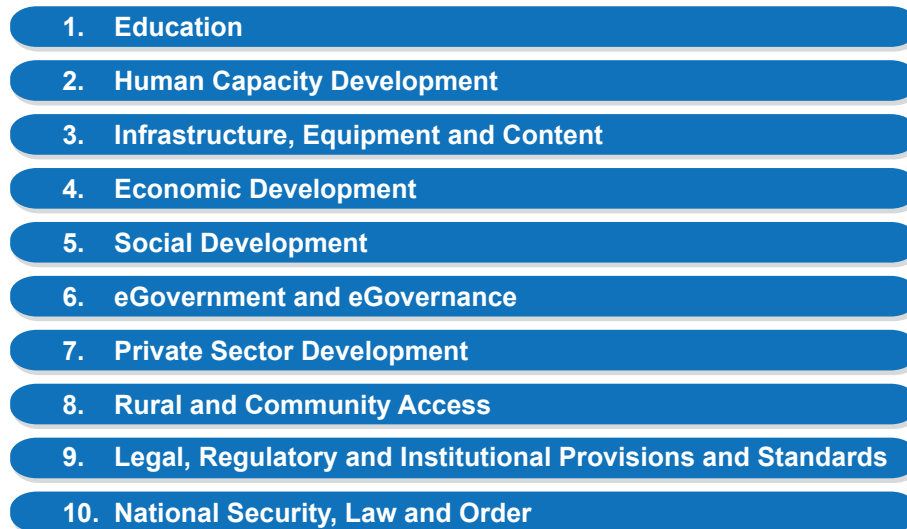 1. Education
2. Human Capacity Development
3. Infrastructure, Equipment and Content
4. Economic Development
5. Social Development
6. eGovernment and eGovernance
7. Private Sector Development
8. Rural and Community Access
9. Legal, Regulatory and Institutional Provisions and Standards
10. National Security, Law and Order